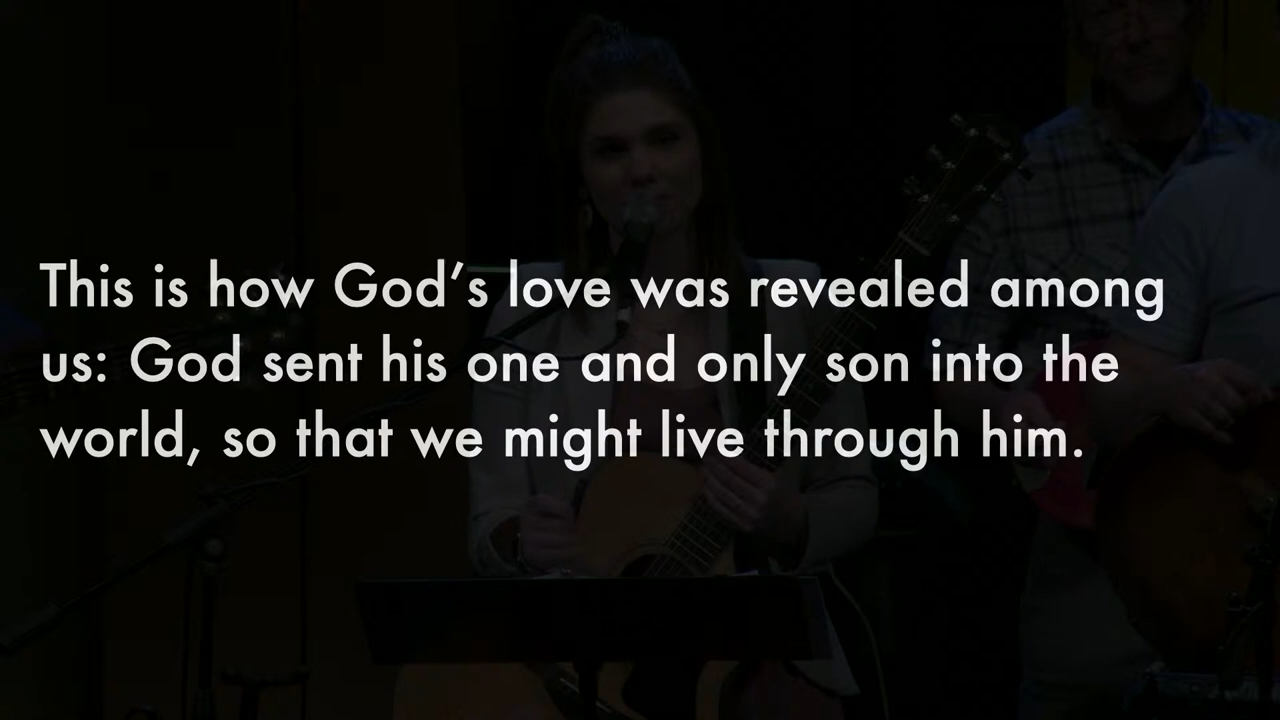 This is how God’s love was revealed among
us: God sent his one and only son into the
world, so that we might live through him.